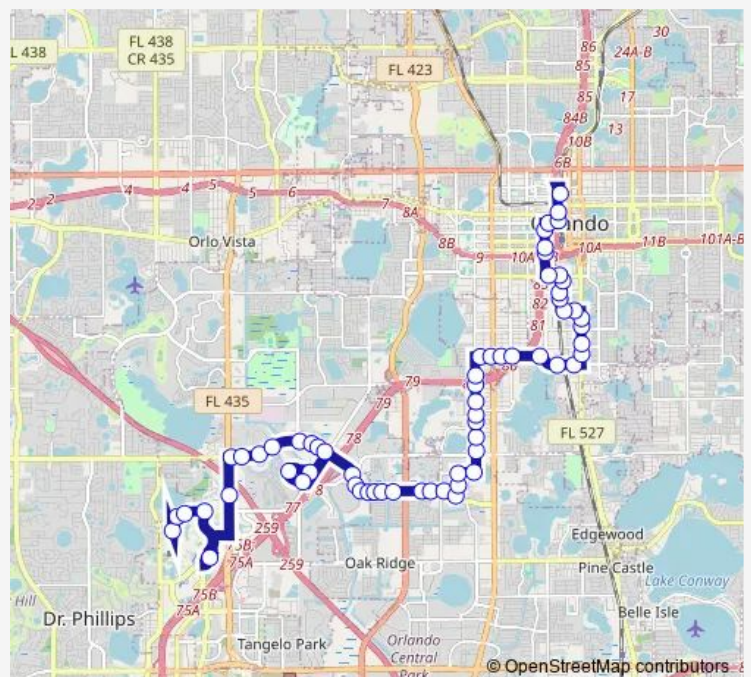 30
L 438
FL 438
CR 435
86
24A-B
85
FL 423
85
17
84B
13
10B
6B
4
4
5
2
2
5
6
7
8A
Orlando
Orlo Vista
8B
11B
101A-B
10A
9
10A
83
82
81
79
79
FL 435
78
FL 527
8
77
259
Edgewood
75B
75A
259
Oak Ridge
Pine Castle
Lake Conway
75B
Hill
75A
Belle Isle
Dr. Phillips
Orlando
Central
Park
Tangelo Park
© OpenStreetMap contributors